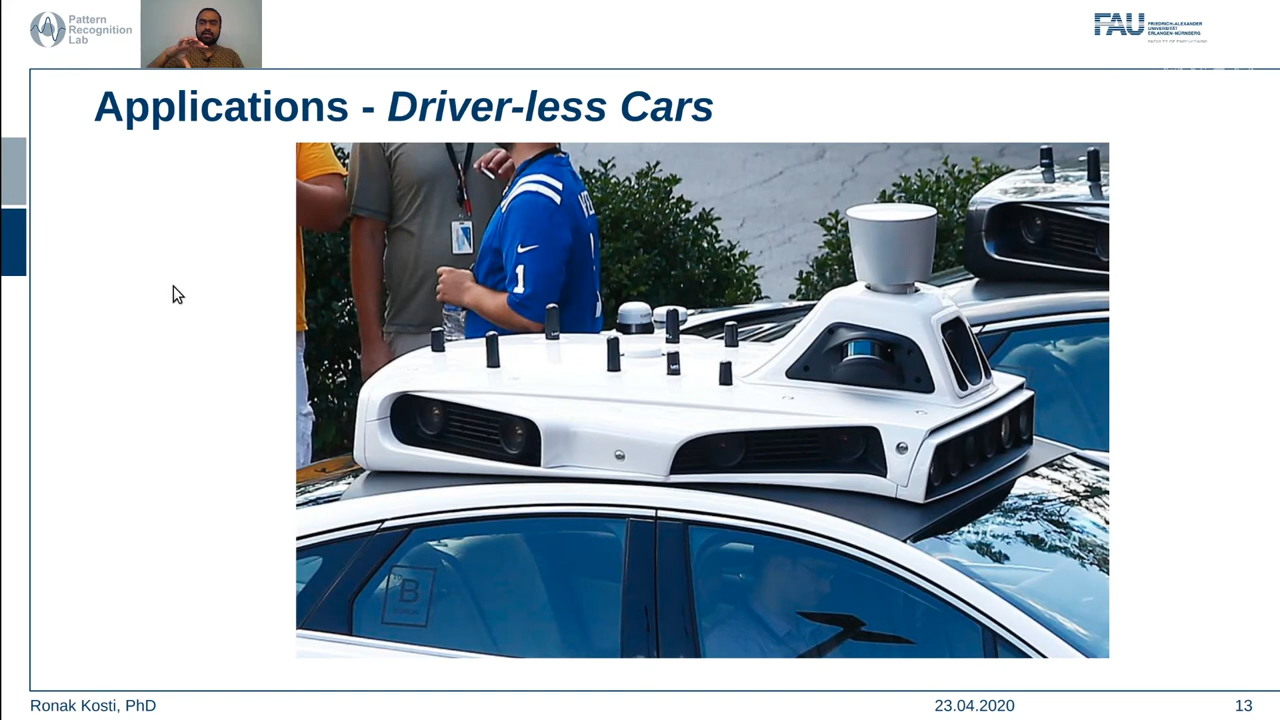 Pattern
Recognition
Lab
FAU
FRIEDRICH-ALEXANDER
UNIVERSITÄT
ERLANGEN-NÜRNBERG
Applications - Driver-less Cars
1
B
Ronak Kosti, PhD
23.04.2020
13